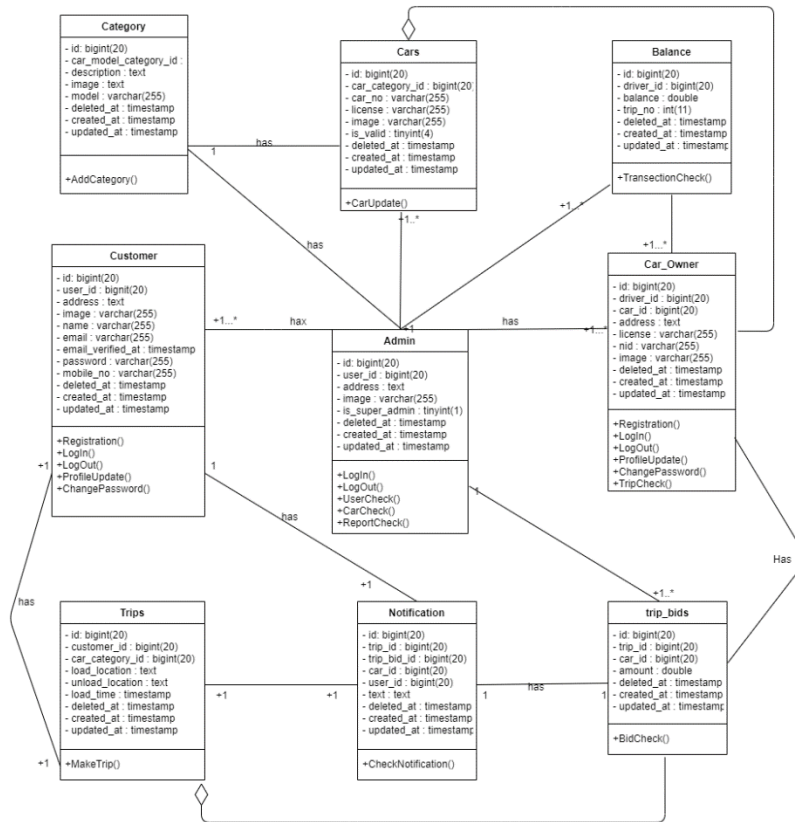 Category
- id: bigint(20)
- car_model_category_id :
- description : text
- image : text
- model : varchar(255)
- deleted_at : timestamp
- created_at : timestamp
- updated_at : timestamp
+AddCategory()
1
has
Cars
- id: bigint(20)
- car_category_id : bigint(20)
- car_no : varchar(255)
- license : varchar(255)
- image : varchar(255)
- is_valid : tinyint(4)
- deleted_at : timestamp
- created_at : timestamp
- updated_at : timestamp
+CarUpdate()
+1..*
Balance
- id: bigint(20)
- driver_id : bigint(20)
- balance : double
- trip_no : int(11)
- deleted_at : timestamp
- created_at : timestamp
- updated_at : timestamp
+TransectionCheck()
+1...*
+1...*
has
Customer
- id: bigint(20)
- user_id : bignit(20)
- address : text
- image : varchar(255)
- name : varchar(255)
- email : varchar(255)
- email_verified_at : timestamp
- password : varchar(255)
- mobile_no : varchar(255)
- deleted_at : timestamp
- created_at : timestamp
- updated_at : timestamp
+Registration()
+LogIn()
+LogOut()
+ProfileUpdate()
+ChangePassword()
+1...*
hax
+1
has
+1...*
Admin
- id: bigint(20)
- user_id : bigint(20)
- address : text
- image : varchar(255)
- is_super_admin : tinyint(1)
- deleted_at : timestamp
- created_at : timestamp
- updated_at : timestamp
+LogIn()
+LogOut()
+UserCheck()
+CarCheck()
+ReportCheck()
Car_Owner
- id: bigint(20)
- driver_id : bigint(20)
- car_id : bigint(20)
- address : text
- license : varchar(255)
- nid : varchar(255)
- image : varchar(255)
- deleted_at : timestamp
- created_at : timestamp
- updated_at : timestamp
+Registration()
+LogIn()
+LogOut()
+ProfileUpdate()
+ChangePassword()
+TripCheck()
+1
1
1
has
Has
+1
+1..*
has
Trips
- id: bigint(20)
- customer_id : bigint(20)
- car_category_id : bigint(20)
- load_location : text
- unload_location : text
- load_time : timestamp
- deleted_at : timestamp
- created_at : timestamp
- updated_at : timestamp
+MakeTrip()
+1
+1
+1
Notification
- id: bigint(20)
- trip_id : bigint(20)
- trip_bid_id : bigint(20)
- car_id : bigint(20)
- user_id : bigint(20)
- text : text
- deleted_at : timestamp
- created_at : timestamp
- updated_at : timestamp
+CheckNotification()
1
has
1
trip_bids
- id: bigint(20)
- trip_id : bigint(20)
- car_id : bigint(20)
- amount : double
- deleted_at : timestamp
- created_at : timestamp
- updated_at : timestamp
+BidCheck()